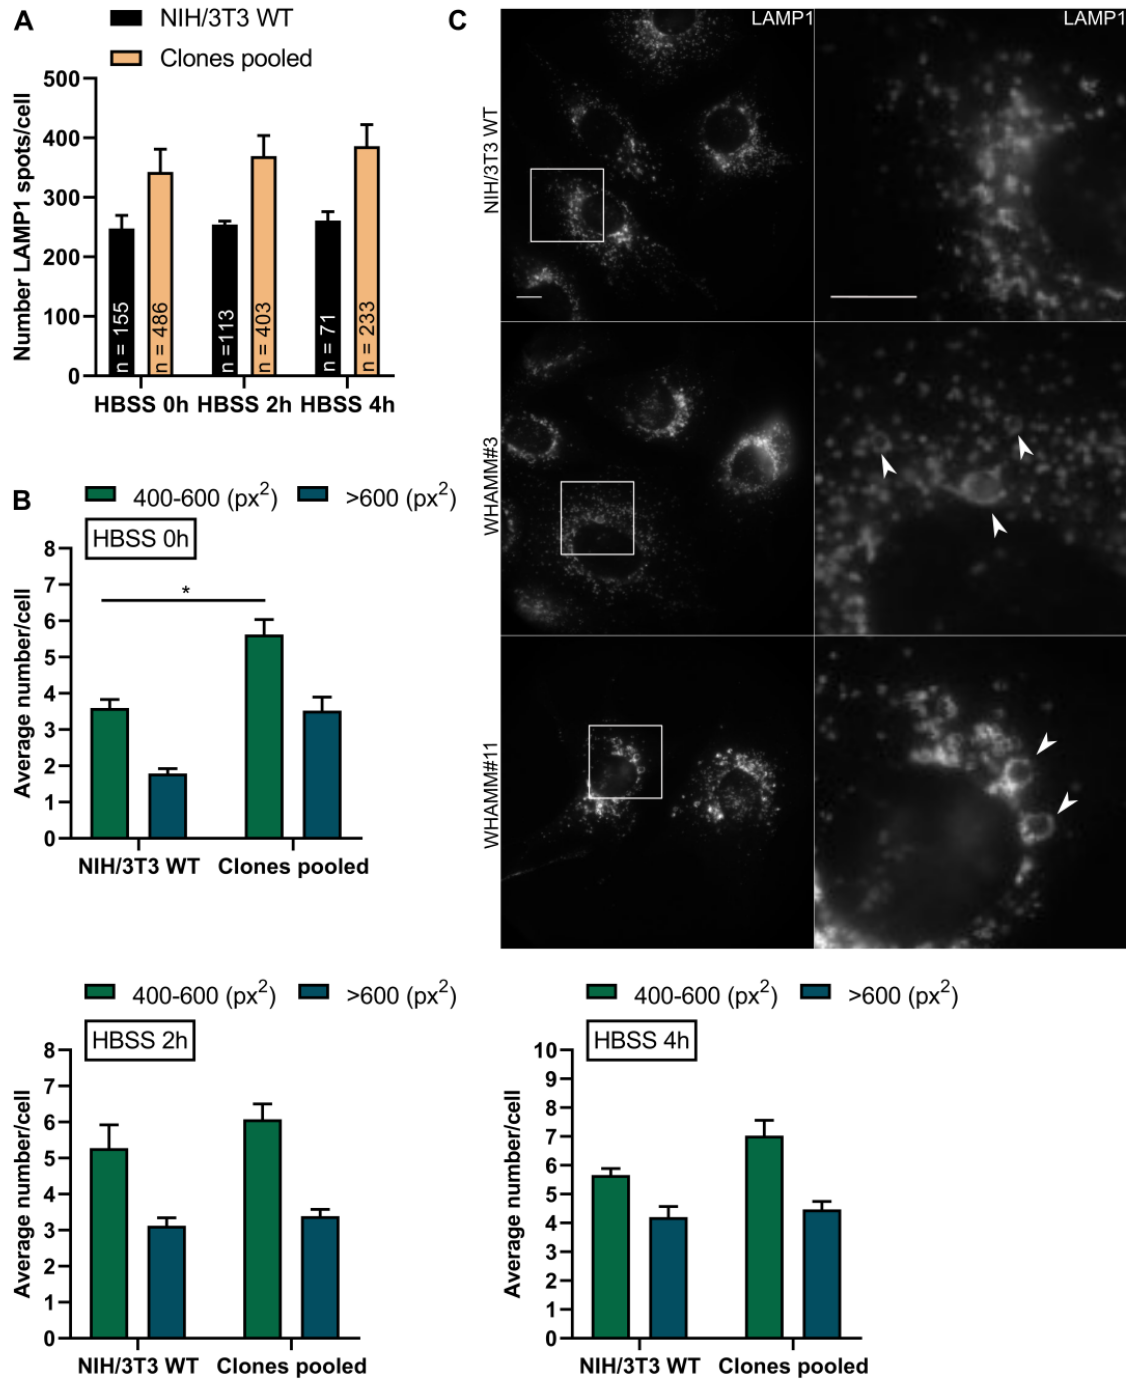 A
NIH/3T3 WT
Clones pooled
Number LAMP1 spots/cell
500
400
300
200
100
0
n = 155
n = 486
n =113
n = 403
n = 71
n = 233
HBSS 0h HBSS 2h HBSS 4h
B
400-600 (px²) >600 (px²)
HBSS 0h
Average number/cell
8
7
6
5
4
3
2
1
0
*
NIH/3T3 WT Clones pooled
C
LAMP1 LAMP1
NIH/3T3 WT
WHAMM#3
WHAMM#11
400-600 (px²) >600 (px²)
HBSS 2h
Average number/cell
8
7
6
5
4
3
2
1
0
NIH/3T3 WT Clones pooled
400-600 (px²) >600 (px²)
HBSS 4h
Average number/cell
10
9
8
7
6
5
4
3
2
1
0
NIH/3T3 WT Clones pooled